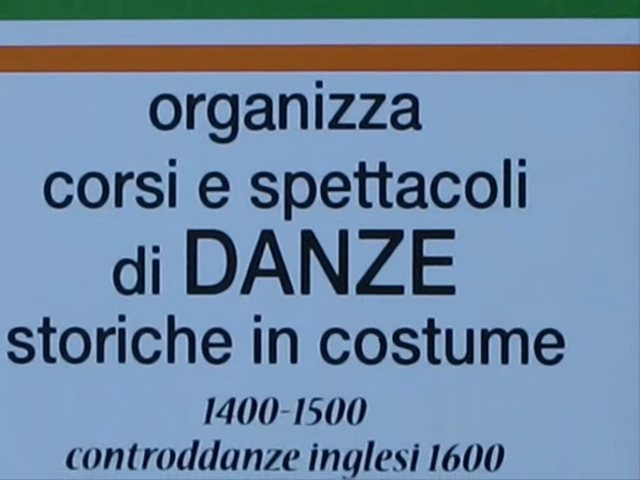 organizza
corsi e spettacoli
di DANZE
storiche in costume
1400-1500
controddanze inglesi 1600